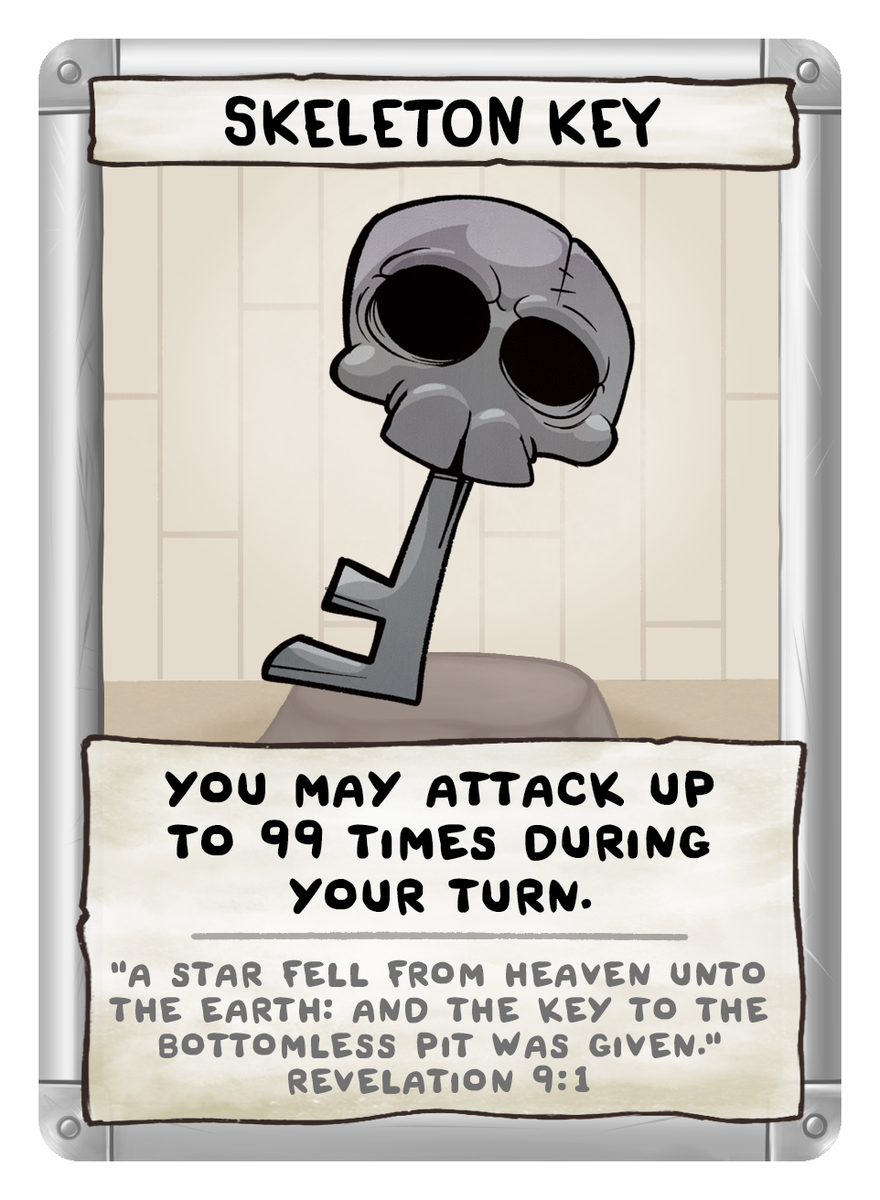 SKELETON KEY
YOU MAY ATTACK UP
TO 99 TIMES DURING
YOUR TURN.
"A STAR FELL FROM HEAVEN UNTO
THE EARTH: AND THE KEY TO THE
BOTTOMLESS PIT WAS GIVEN."
REVELATION 9:1